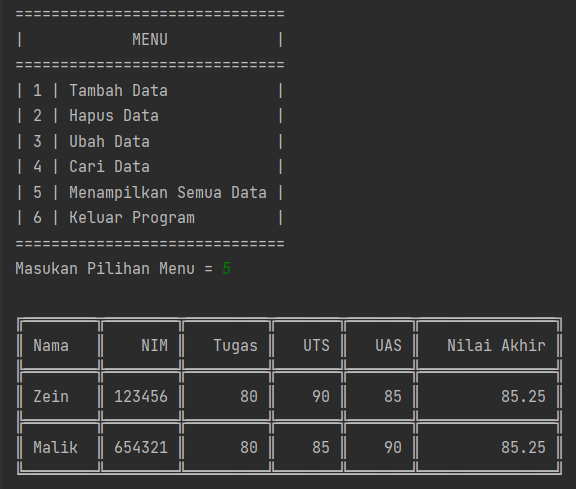 ==============================
| MENU |
==============================
| 1 | Tambah Data |
| 2 | Hapus Data |
| 3 | Ubah Data |
| 4 | Cari Data |
| 5 | Menampilkan Semua Data |
| 6 | Keluar Program |
==============================
Masukan Pilihan Menu = 5
Nama NIM Tugas UTS UAS Nilai Akhir
Zein 123456 80 90 85 85.25
Malik 654321 80 85 90 85.25